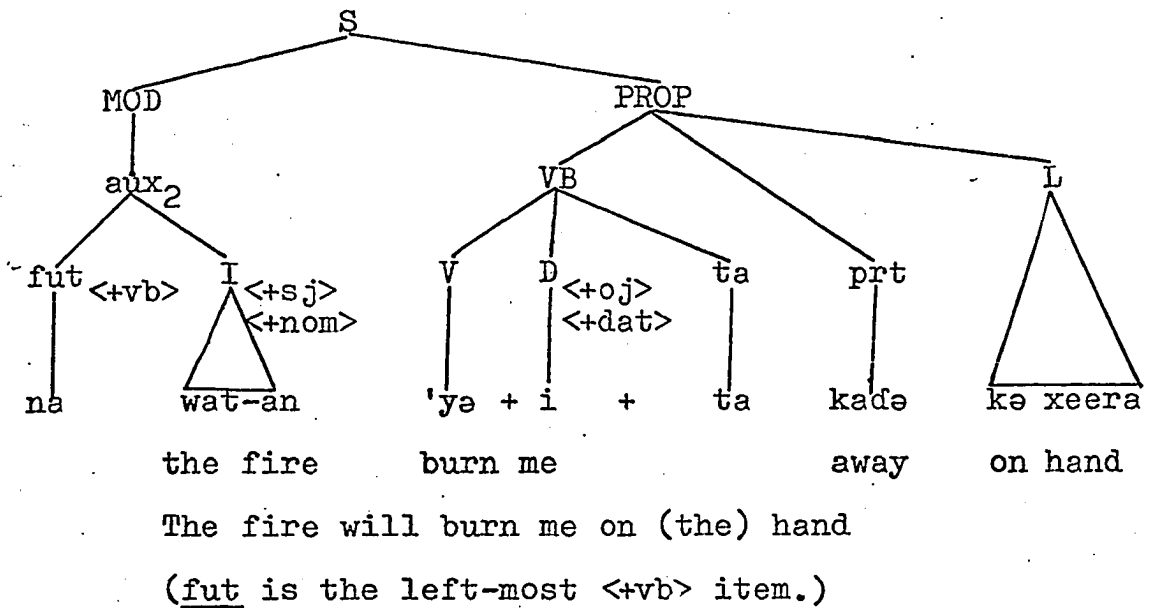 S
MOD PROP
aux₂ VB L
fut <+vb> I <+sj> <+nom> V D <+oj> <+dat> ta prt
na wat-an 'yə + i + ta kaɗə kə xeera
the fire burn me away on hand
The fire will burn me on (the) hand
(fut is the left-most <+vb> item.)